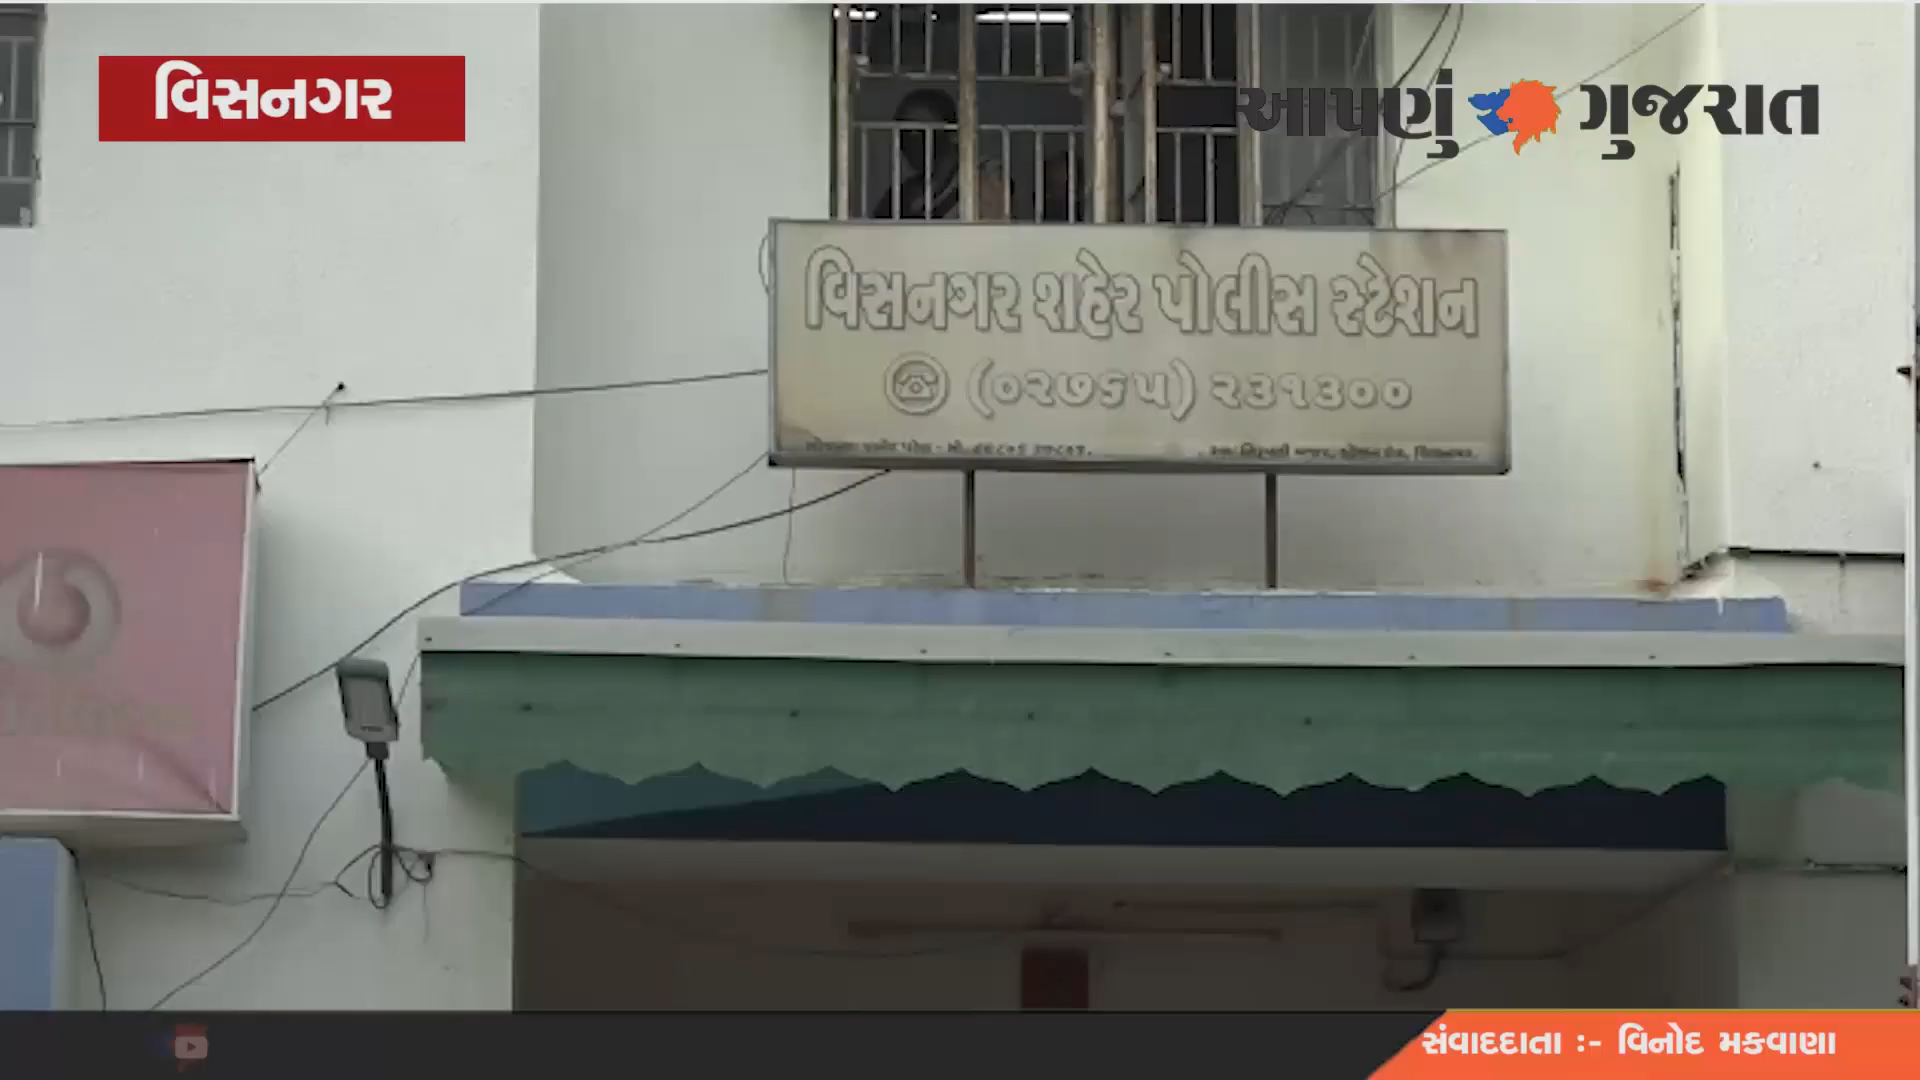 વિસનગર
આપણું ગુજરાત
વિસનગર શહેર પોલીસ સ્ટેશન
(૦૨૭૬૫) ૨૩૧૩૦૦
સંવાદદાતા :- વિનોદ મકવાણા